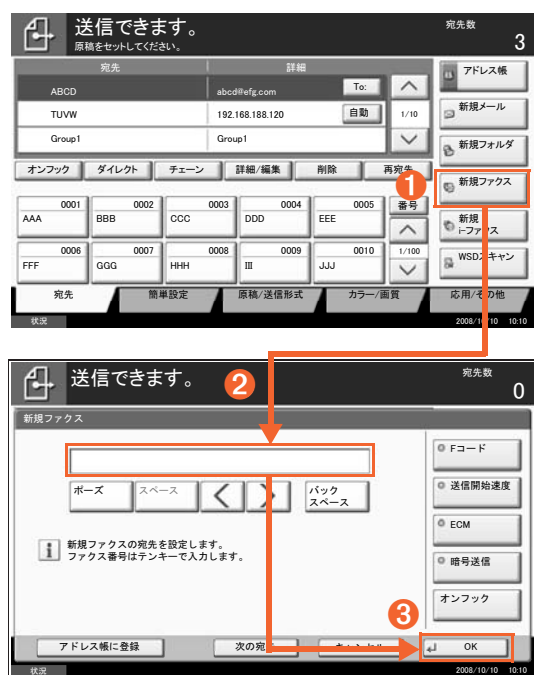 送信できます。
原稿をセットしてください。
宛先数
3
宛先 詳細
ABCD abcd@efg.com To:
TUVW 192.168.188.120 自動 1/10
Group1 Group1
アドレス帳
新規メール
新規フォルダ
新規ファクス
新規
i-ファクス
WSDスキャン
オンフック ダイレクト チェーン 詳細/編集 削除
1
0001 0002 0003 0004 0005 番号
AAA BBB CCC DDD EEE
0006 0007 0008 0009 0010 1/100
FFF GGG HHH III JJJ
宛先 簡単設定 原稿/送信形式 カラー/画質 応用/その他
状況 2008/10/10 10:10
2
送信できます。
宛先数
0
新規ファクス
Fコード
送信開始速度
ECM
暗号送信
オンフック
ポーズ スペース バック
スペース
新規ファクスの宛先を設定します。
ファクス番号はテンキーで入力します。
3
アドレス帳に登録 次の宛 OK
状況 2008/10/10 10:10